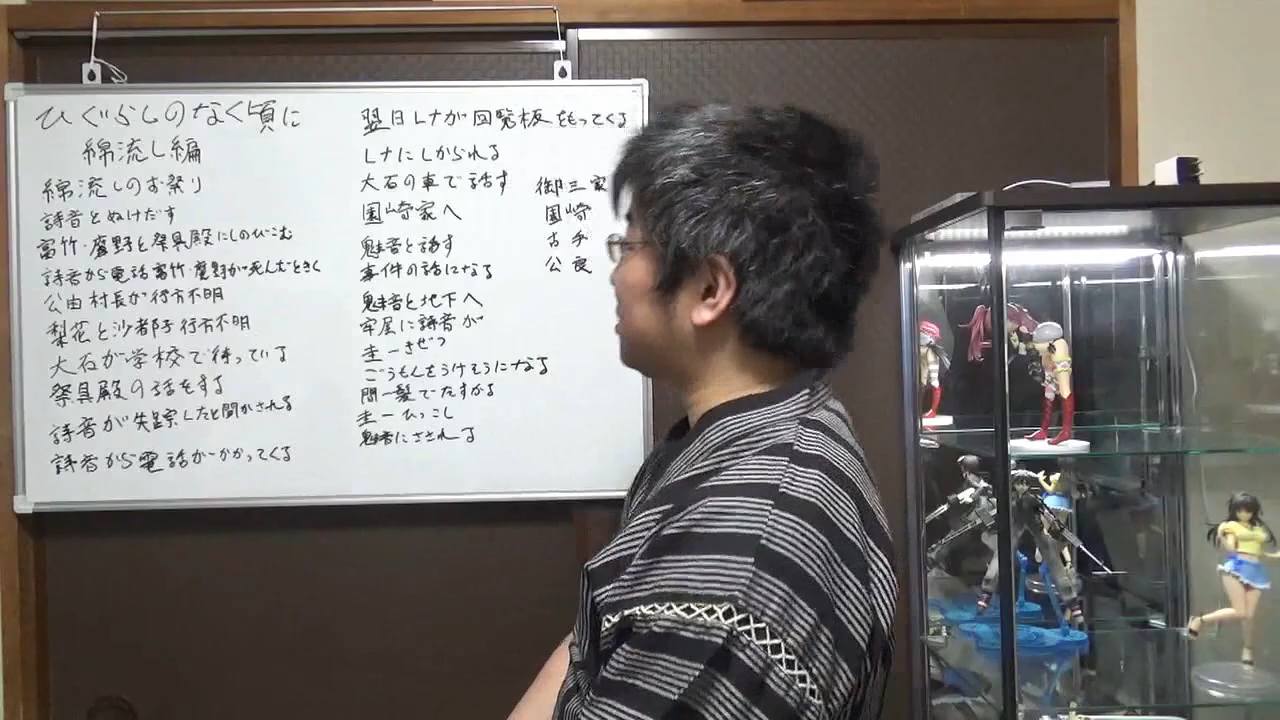 ひぐらしのなく頃に
綿流し編
綿流しのお祭り
詩音とぬけだす
富竹・鷹野と祭具殿にしのびこむ
詩音から電話 富竹・鷹野が死んだときく
公由村長が行方不明
梨花と沙都子行方不明
大石が学校で待っている
祭具殿の話をする
詩音が失踪したと聞かされる
詩音から電話がかかってくる
翌日レナが回覧板をもってくる
レナにしかられる
大石の車で話す
園崎家へ
魅音と話す
事件の話になる
魅音と地下へ
牢屋に詩音が
圭一きぜつ
ごうもんをうけそうになる
間一髪でたすかる
圭一ひっこし
魅音にさされる
御三家
園崎
古手
公良